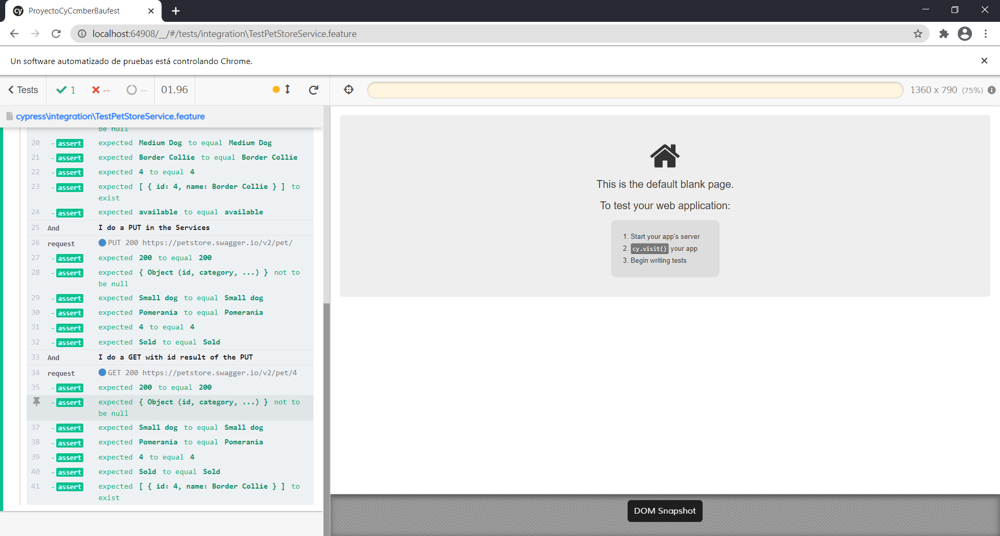 cy ProyectoCyCcmberBaufest
localhost:64908/__/#/tests/integration\TestPetStoreService.feature
Un software automatizado de pruebas está controlando Chrome.
Tests 1 -- -- 01.96 1360 x 790 (75%)
cypress\integration\TestPetStoreService.feature
be null
20 - assert expected Medium Dog to equal Medium Dog
21 - assert expected Border Collie to equal Border Collie
22 - assert expected 4 to equal 4
23 - assert expected [ { id: 4, name: Border Collie } ] to
exist
24 - assert expected available to equal available
25 And I do a PUT in the Services
26 request PUT 200 https://petstore.swagger.io/v2/pet/
27 - assert expected 200 to equal 200
28 - assert expected { Object (id, category, ...) } not to
be null
29 - assert expected Small dog to equal Small dog
30 - assert expected Pomerania to equal Pomerania
31 - assert expected 4 to equal 4
32 - assert expected Sold to equal Sold
33 And I do a GET with id result of the PUT
34 request GET 200 https://petstore.swagger.io/v2/pet/4
35 - assert expected 200 to equal 200
- assert expected { Object (id, category, ...) } not to
be null
37 - assert expected Small dog to equal Small dog
38 - assert expected Pomerania to equal Pomerania
39 - assert expected 4 to equal 4
40 - assert expected Sold to equal Sold
41 - assert expected [ { id: 4, name: Border Collie } ] to
exist
This is the default blank page.
To test your web application:
1. Start your app's server
2. cy.visit() your app
3. Begin writing tests
DOM Snapshot